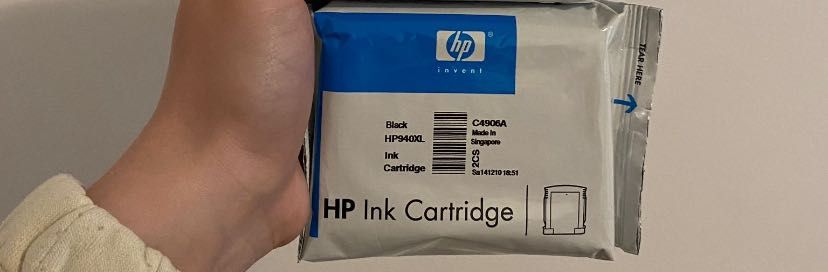 hp®
invent
TEAR HERE
Black
HP940XL
Ink
Cartridge
C4906A
Made In
Singapore
2CS
Sa141210 16:51
HP Ink Cartridge